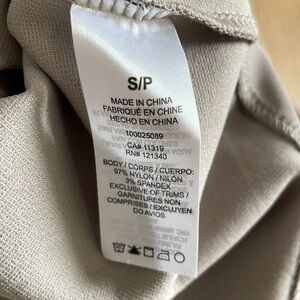 S/P
MADE IN CHINA
FABRIQUÉ EN CHINE
HECHO EN CHINA
100025089
CA# 11319
RN# 121340
BODY / CORPS / CUERPO:
97% NYLON / NILÓN
3% SPANDEX
EXCLUSIVE OF TRIMS /
GARNITURES NON
COMPRISES / EXCLUYEN
DO AVIOS